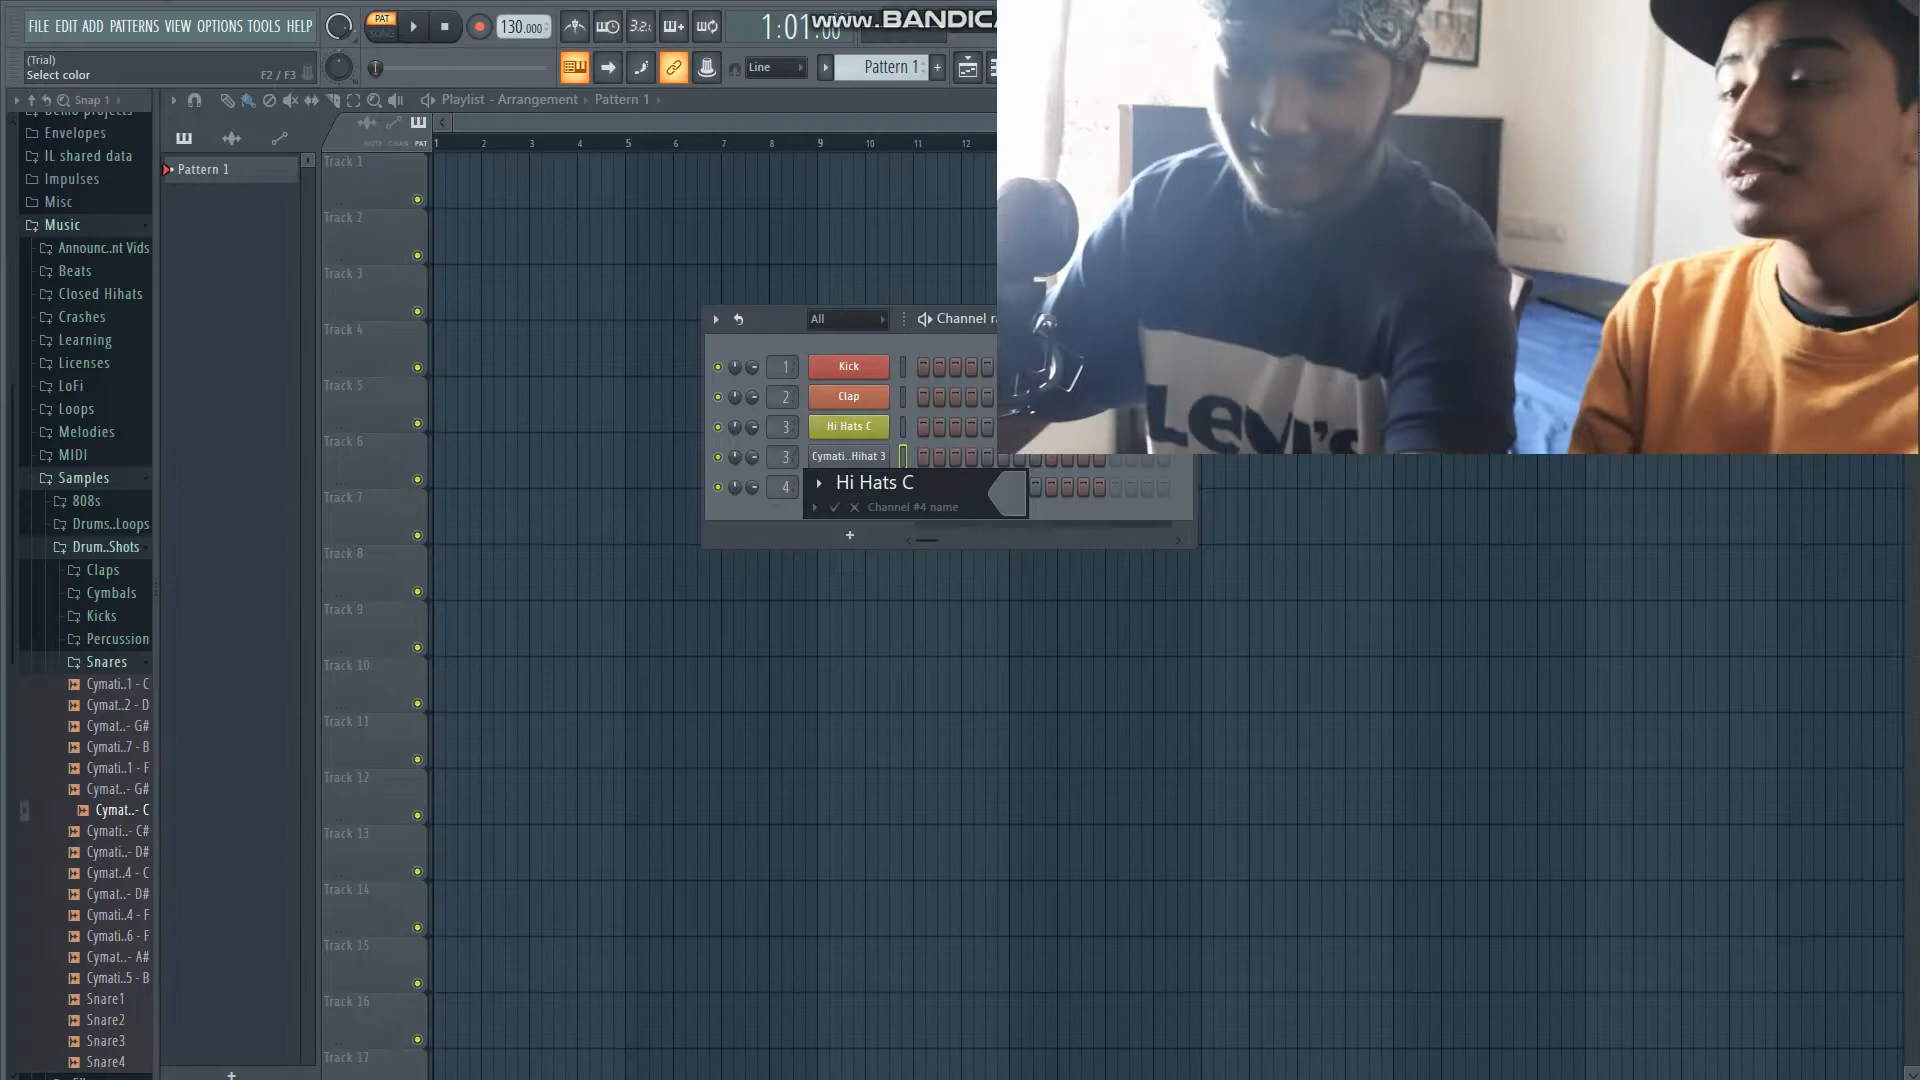 FILE EDIT ADD PATTERNS VIEW OPTIONS TOOLS HELP
PAT
SONG
130.000
3.2:
1:01:00
www.BANDICA
(Trial)
Select color
F2 / F3
Line
Pattern 1
Snap 1
Playlist - Arrangement
Pattern 1
Demo projects
Envelopes
IL shared data
Impulses
Misc
Music
Announc..nt Vids
Beats
Closed Hihats
Crashes
Learning
Licenses
LoFi
Loops
Melodies
MIDI
Samples
808s
Drums..Loops
Drum..Shots
Claps
Cymbals
Kicks
Percussion
Snares
Cymati..1 - C
Cymat..2 - D
Cymat..- G#
Cymati..7 - B
Cymati..1 - F
Cymat..- G#
Cymat..- C
Cymati..- C#
Cymati..- D#
Cymat..4 - C
Cymat..- D#
Cymati..4 - F
Cymati..6 - F
Cymat..- A#
Cymati..5 - B
Snare1
Snare2
Snare3
Snare4
Pattern 1
NOTE CHAN PAT
1 2 3 4 5 6 7 8 9 10 11 12
Track 1
Track 2
Track 3
Track 4
Track 5
Track 6
Track 7
Track 8
Track 9
Track 10
Track 11
Track 12
Track 13
Track 14
Track 15
Track 16
Track 17
All
Channel ra
1 Kick
2 Clap
3 Hi Hats C
3 Cymati..Hihat 3
4
Hi Hats C
Channel #4 name
Levi's